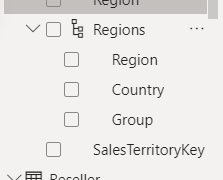 Region
Regions
Region
Country
Group
SalesTerritoryKey
Reseller